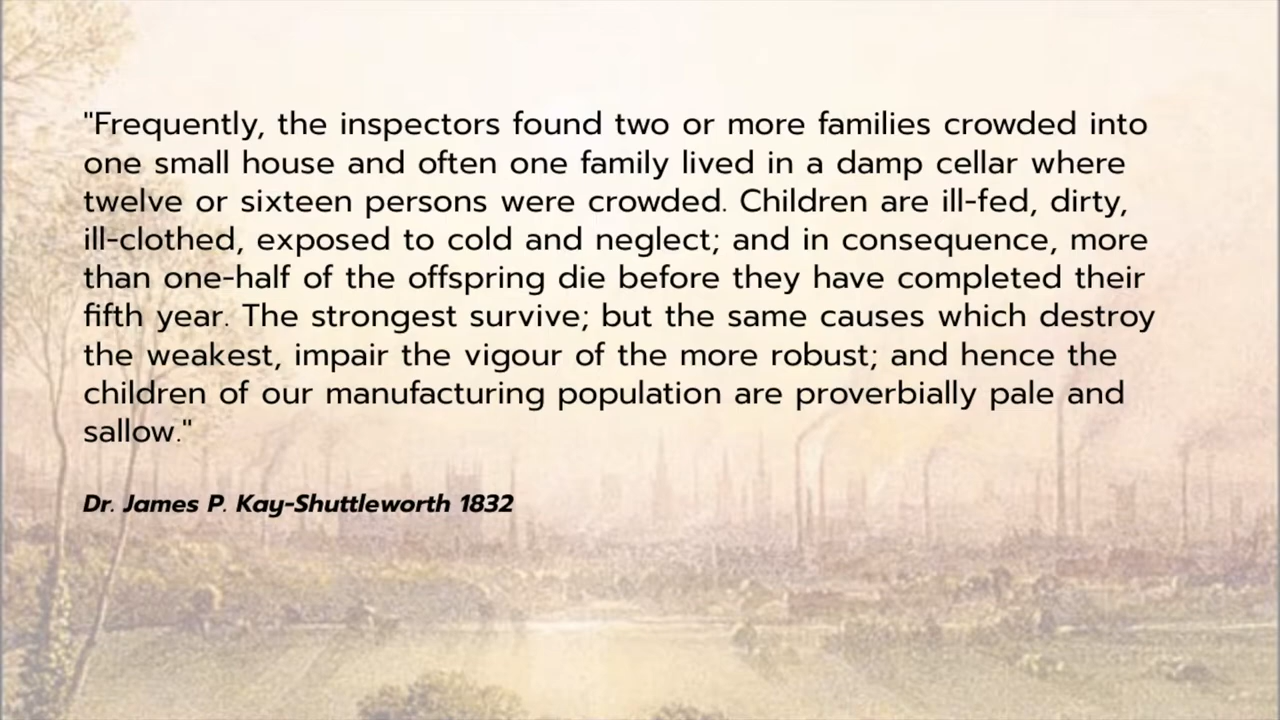 "Frequently, the inspectors found two or more families crowded into
one small house and often one family lived in a damp cellar where
twelve or sixteen persons were crowded. Children are ill-fed, dirty,
ill-clothed, exposed to cold and neglect; and in consequence, more
than one-half of the offspring die before they have completed their
fifth year. The strongest survive; but the same causes which destroy
the weakest, impair the vigour of the more robust; and hence the
children of our manufacturing population are proverbially pale and
sallow."
Dr. James P. Kay-Shuttleworth 1832